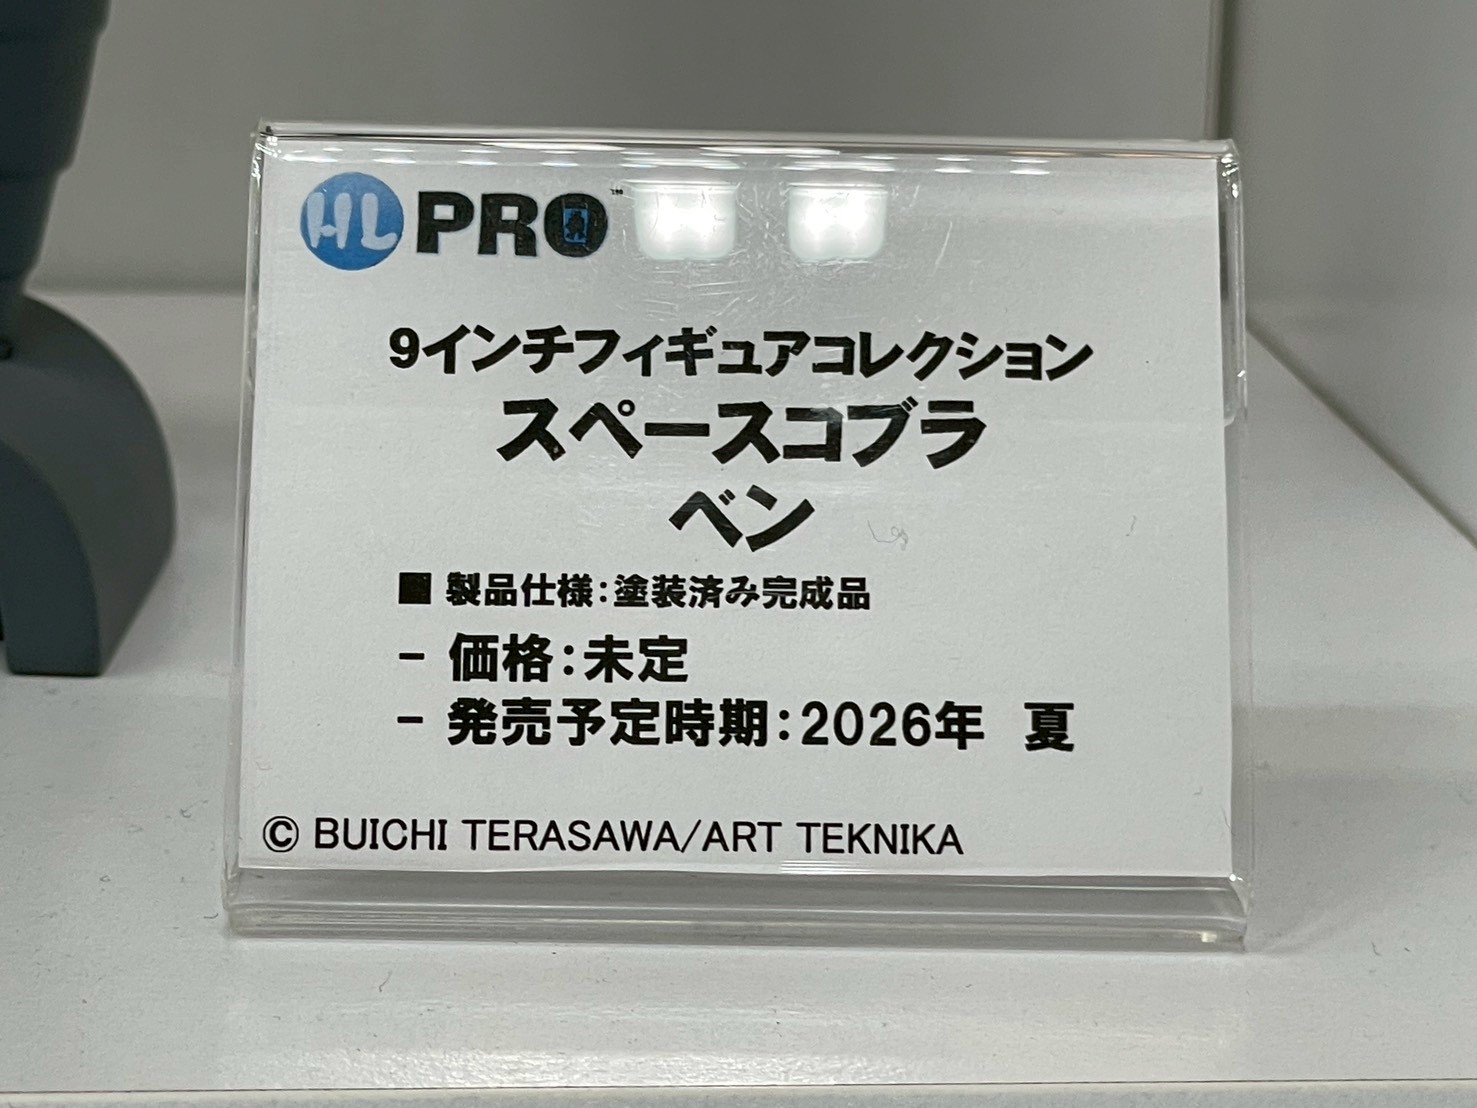 HL PRO™
9インチフィギュアコレクション
スペースコブラ
ベン
■ 製品仕様：塗装済み完成品
- 価格：未定
- 発売予定時期：2026年 夏
© BUICHI TERASAWA/ART TEKNIKA